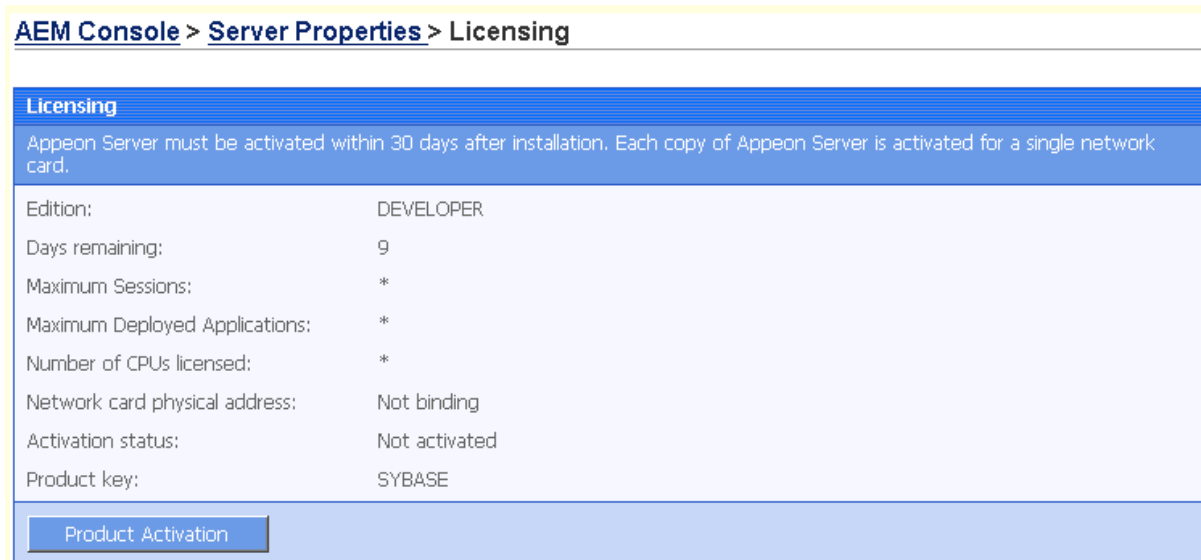 AEM Console > Server Properties > Licensing
Licensing
Appeon Server must be activated within 30 days after installation. Each copy of Appeon Server is activated for a single network
card.
Edition: DEVELOPER
Days remaining: 9
Maximum Sessions: *
Maximum Deployed Applications: *
Number of CPUs licensed: *
Network card physical address: Not binding
Activation status: Not activated
Product key: SYBASE
Product Activation